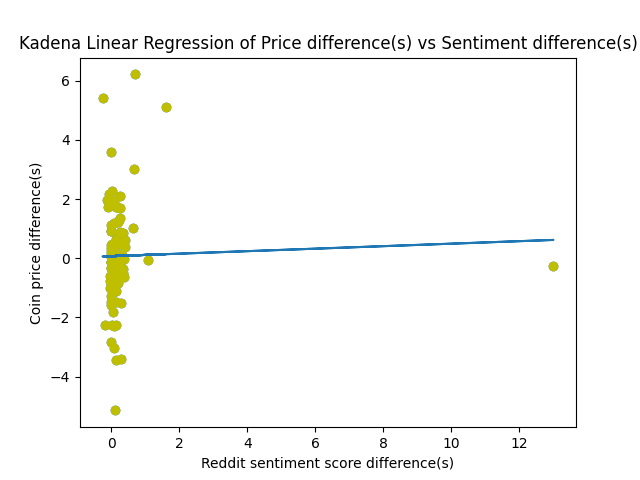 Kadena Linear Regression of Price difference(s) vs Sentiment difference(s)
6
4
2
0
−2
−4
Coin price difference(s)
0 2 4 6 8 10 12
Reddit sentiment score difference(s)